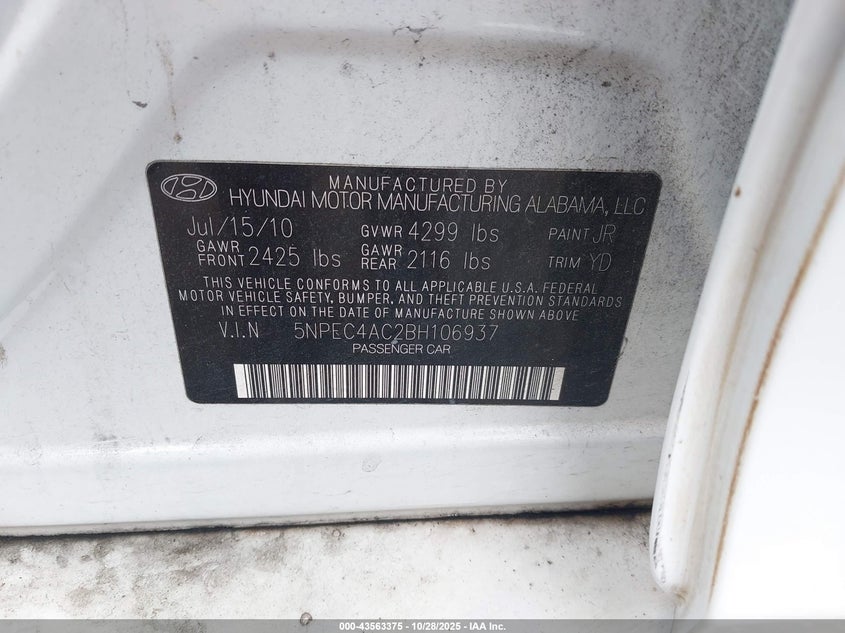 MANUFACTURED BY
HYUNDAI MOTOR MANUFACTURING ALABAMA, LLC
Jul/15/10 GVWR 4299 lbs PAINT JR
GAWR FRONT 2425 lbs GAWR REAR 2116 lbs TRIM YD
THIS VEHICLE CONFORMS TO ALL APPLICABLE U.S.A. FEDERAL
MOTOR VEHICLE SAFETY, BUMPER, AND THEFT PREVENTION STANDARDS
IN EFFECT ON THE DATE OF MANUFACTURE SHOWN ABOVE
V.I.N 5NPEC4AC2BH106937
PASSENGER CAR
000-43563375 | 10/28/2025 - IAA Inc.